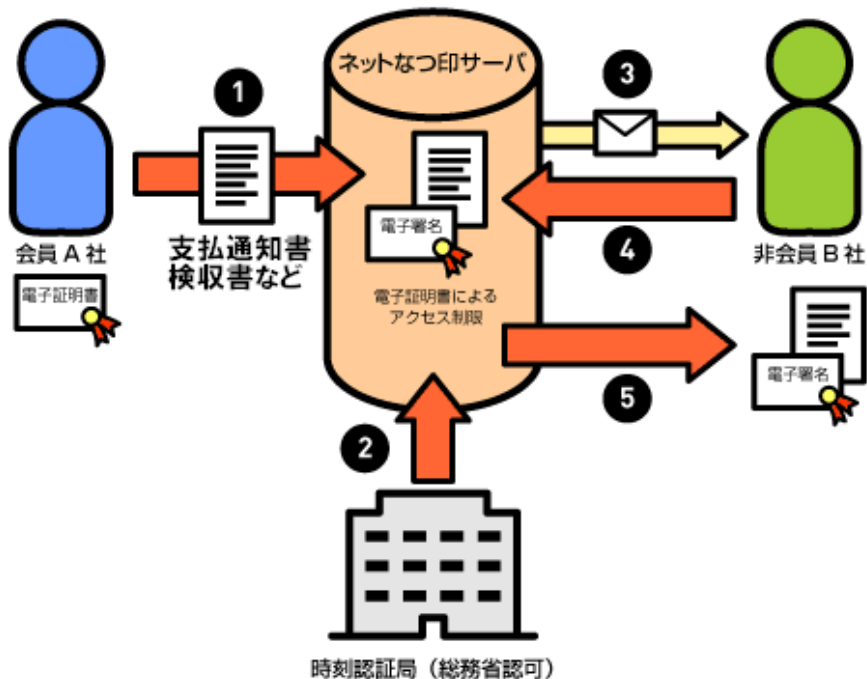 ネットなつ印サーバ
1
3
電子署名
会員A社
支払通知書
検収書など
4
非会員B社
電子証明書
電子証明書による
アクセス制限
電子署名
5
2
時刻認証局(総務省認可)